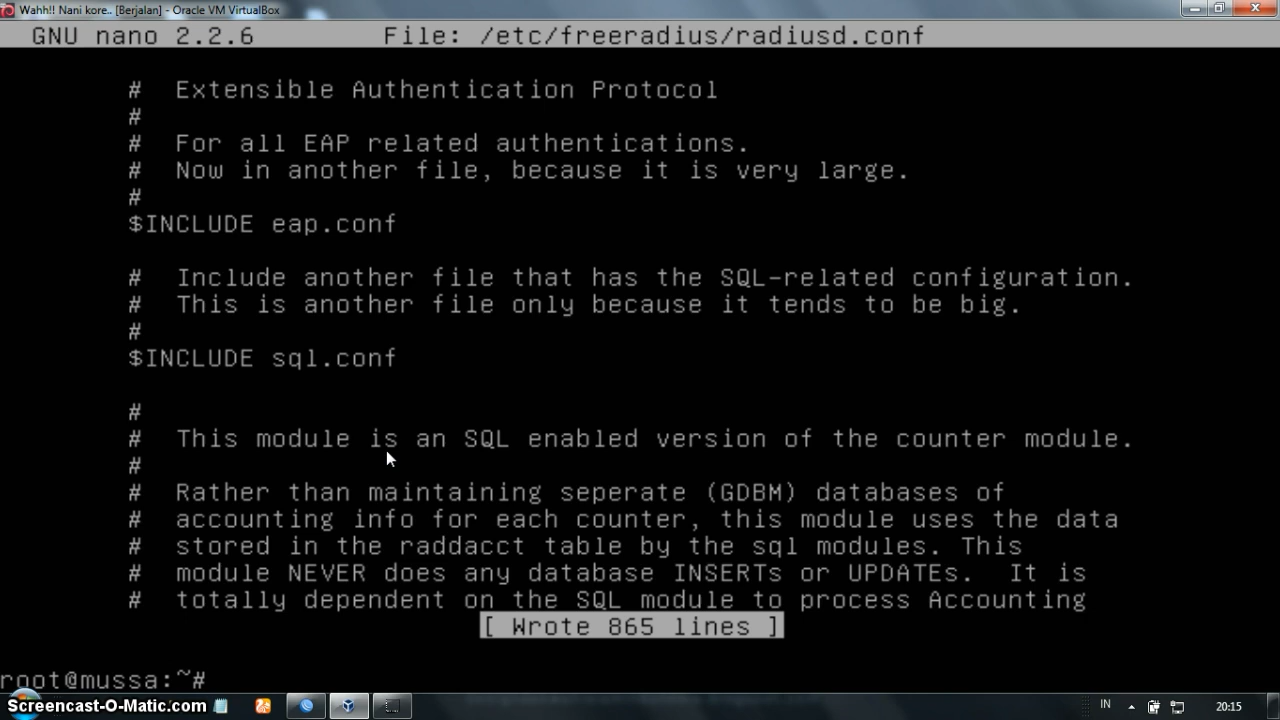 Wahh!! Nani kore.. [Berjalan] - Oracle VM VirtualBox
GNU nano 2.2.6 File: /etc/freeradius/radiusd.conf
# Extensible Authentication Protocol
#
# For all EAP related authentications.
# Now in another file, because it is very large.
#
$INCLUDE eap.conf
# Include another file that has the SQL-related configuration.
# This is another file only because it tends to be big.
#
$INCLUDE sql.conf
#
# This module is an SQL enabled version of the counter module.
#
# Rather than maintaining seperate (GDBM) databases of
# accounting info for each counter, this module uses the data
# stored in the raddacct table by the sql modules. This
# module NEVER does any database INSERTs or UPDATEs. It is
# totally dependent on the SQL module to process Accounting
[ Wrote 865 lines ]
root@mussa:~#
Screencast-O-Matic.com
IN
20:15